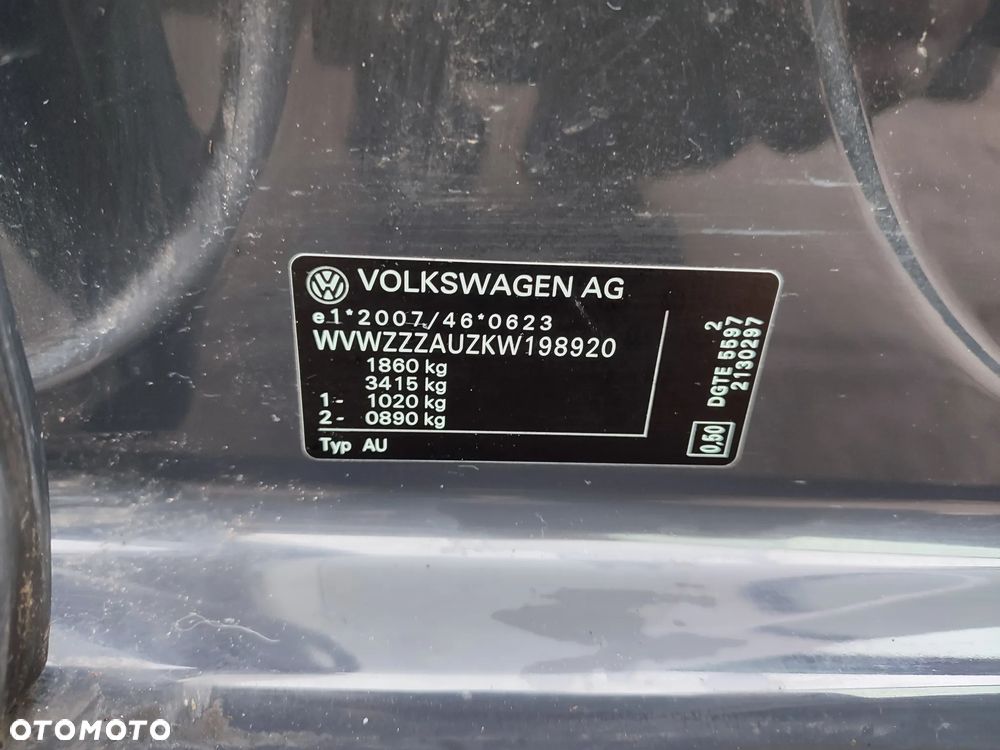 VOLKSWAGEN AG
e1*2007/46*0623
WVWZZZAUZKW198920
1860 kg
3415 kg
1- 1020 kg
2- 0890 kg
Typ AU
2
DGTE 5597
2130297
0,50
OTOMOTO